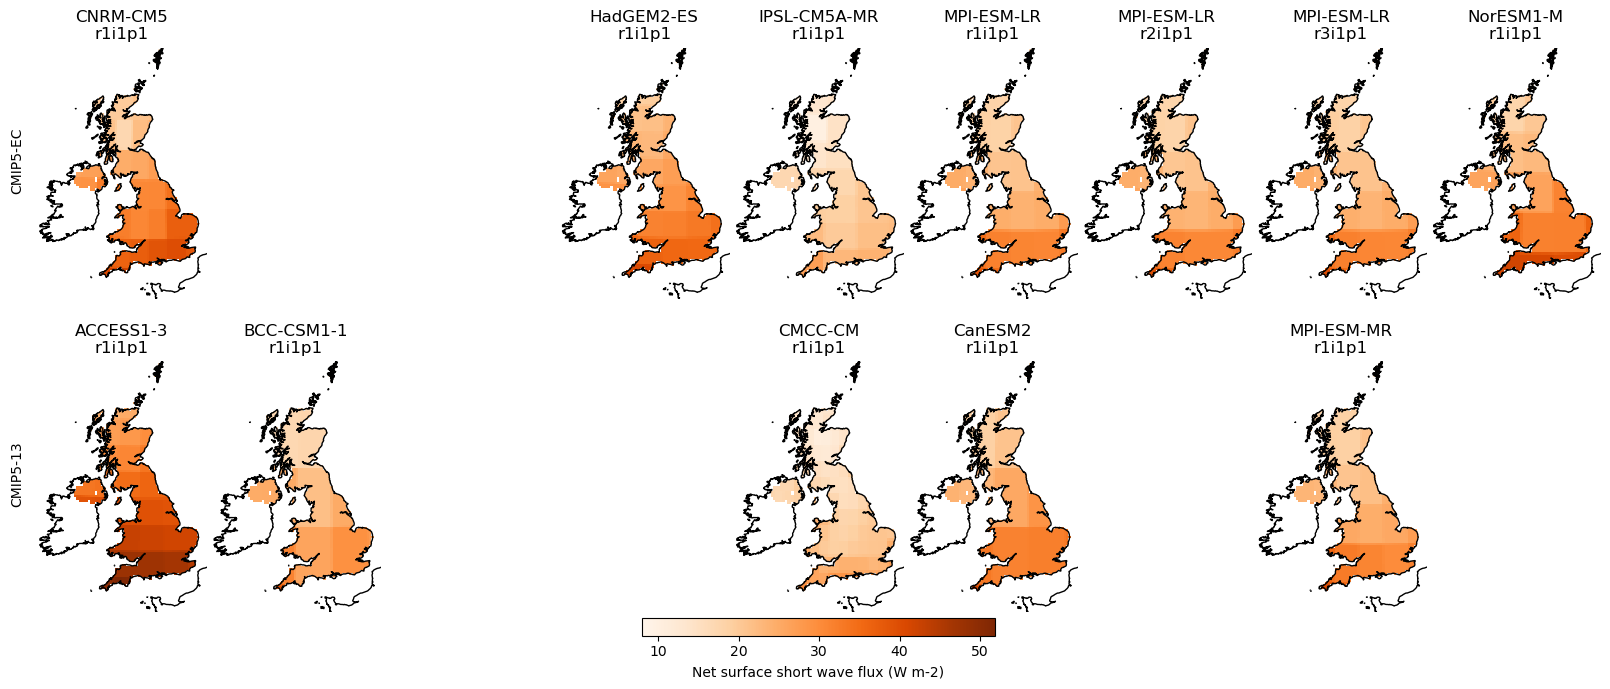 CNRM-CM5
r1i1p1
HadGEM2-ES
r1i1p1
IPSL-CM5A-MR
r1i1p1
MPI-ESM-LR
r1i1p1
MPI-ESM-LR
r2i1p1
MPI-ESM-LR
r3i1p1
NorESM1-M
r1i1p1
CMIP5-EC
ACCESS1-3
r1i1p1
BCC-CSM1-1
r1i1p1
CMCC-CM
r1i1p1
CanESM2
r1i1p1
MPI-ESM-MR
r1i1p1
CMIP5-13
10 20 30 40 50
Net surface short wave flux (W m-2)